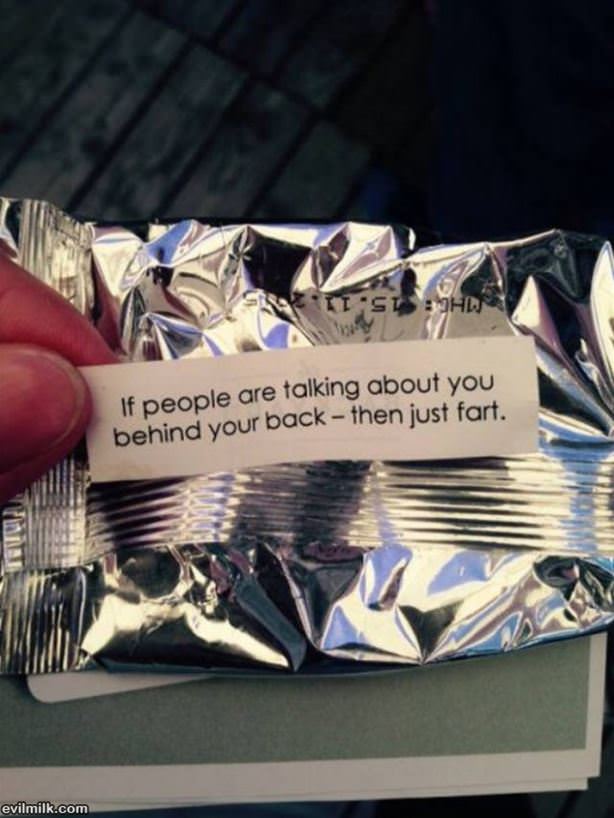 If people are talking about you
behind your back – then just fart.
evilmilk.com